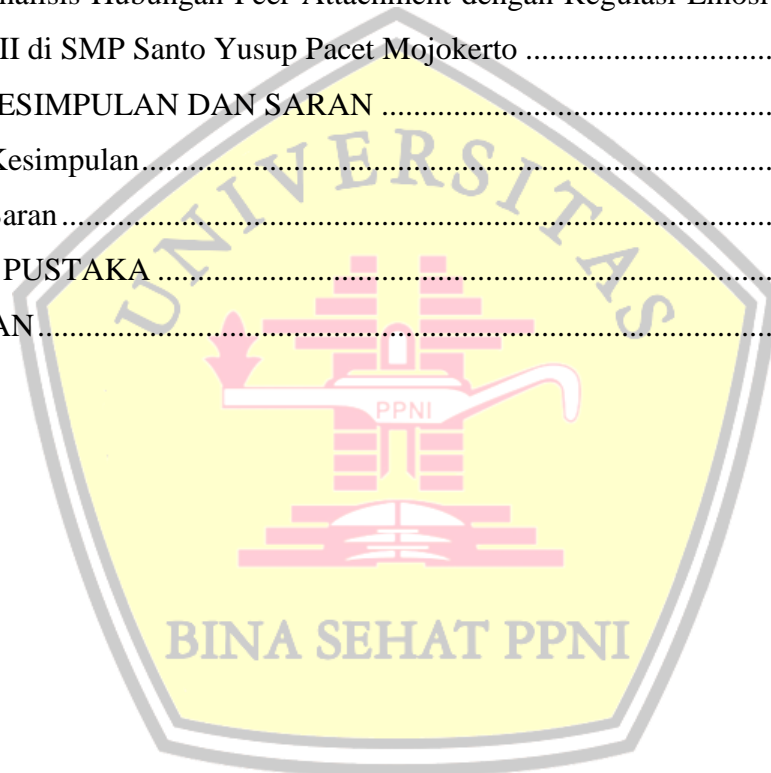 nalisis Hubungan Peer Attachment dengan Regulasi Emosi
II di SMP Santo Yusup Pacet Mojokerto ..............................
ESIMPULAN DAN SARAN ..................................................
Kesimpulan..................................................................................
aran ..............................................................................................
PUSTAKA ..................................................................................
AN................................................................................................
UNIVERSITAS
PPNI
BINA SEHAT PPNI